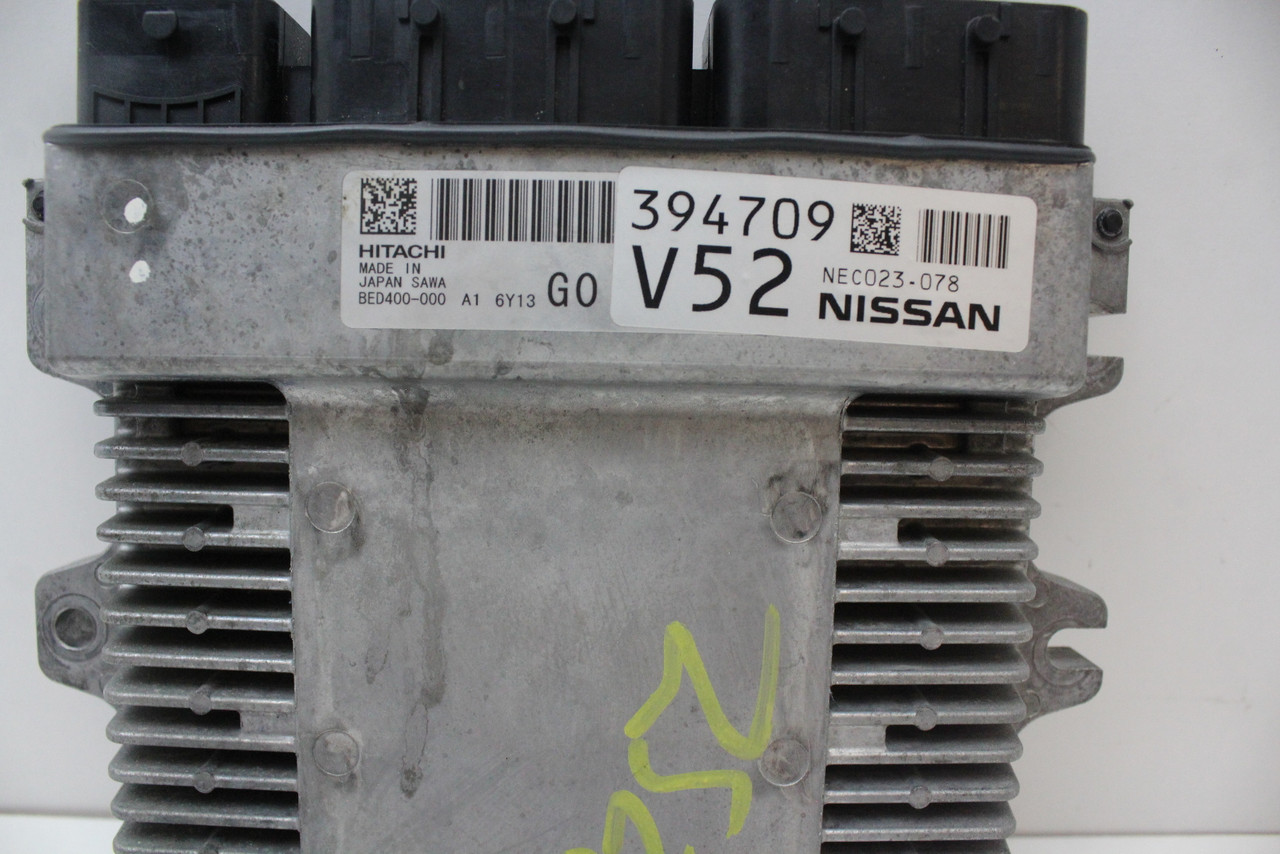 HITACHI
MADE IN
JAPAN SAWA
BED400-000 A1 6Y13 G0
394709
V52
NEC023-078
NISSAN